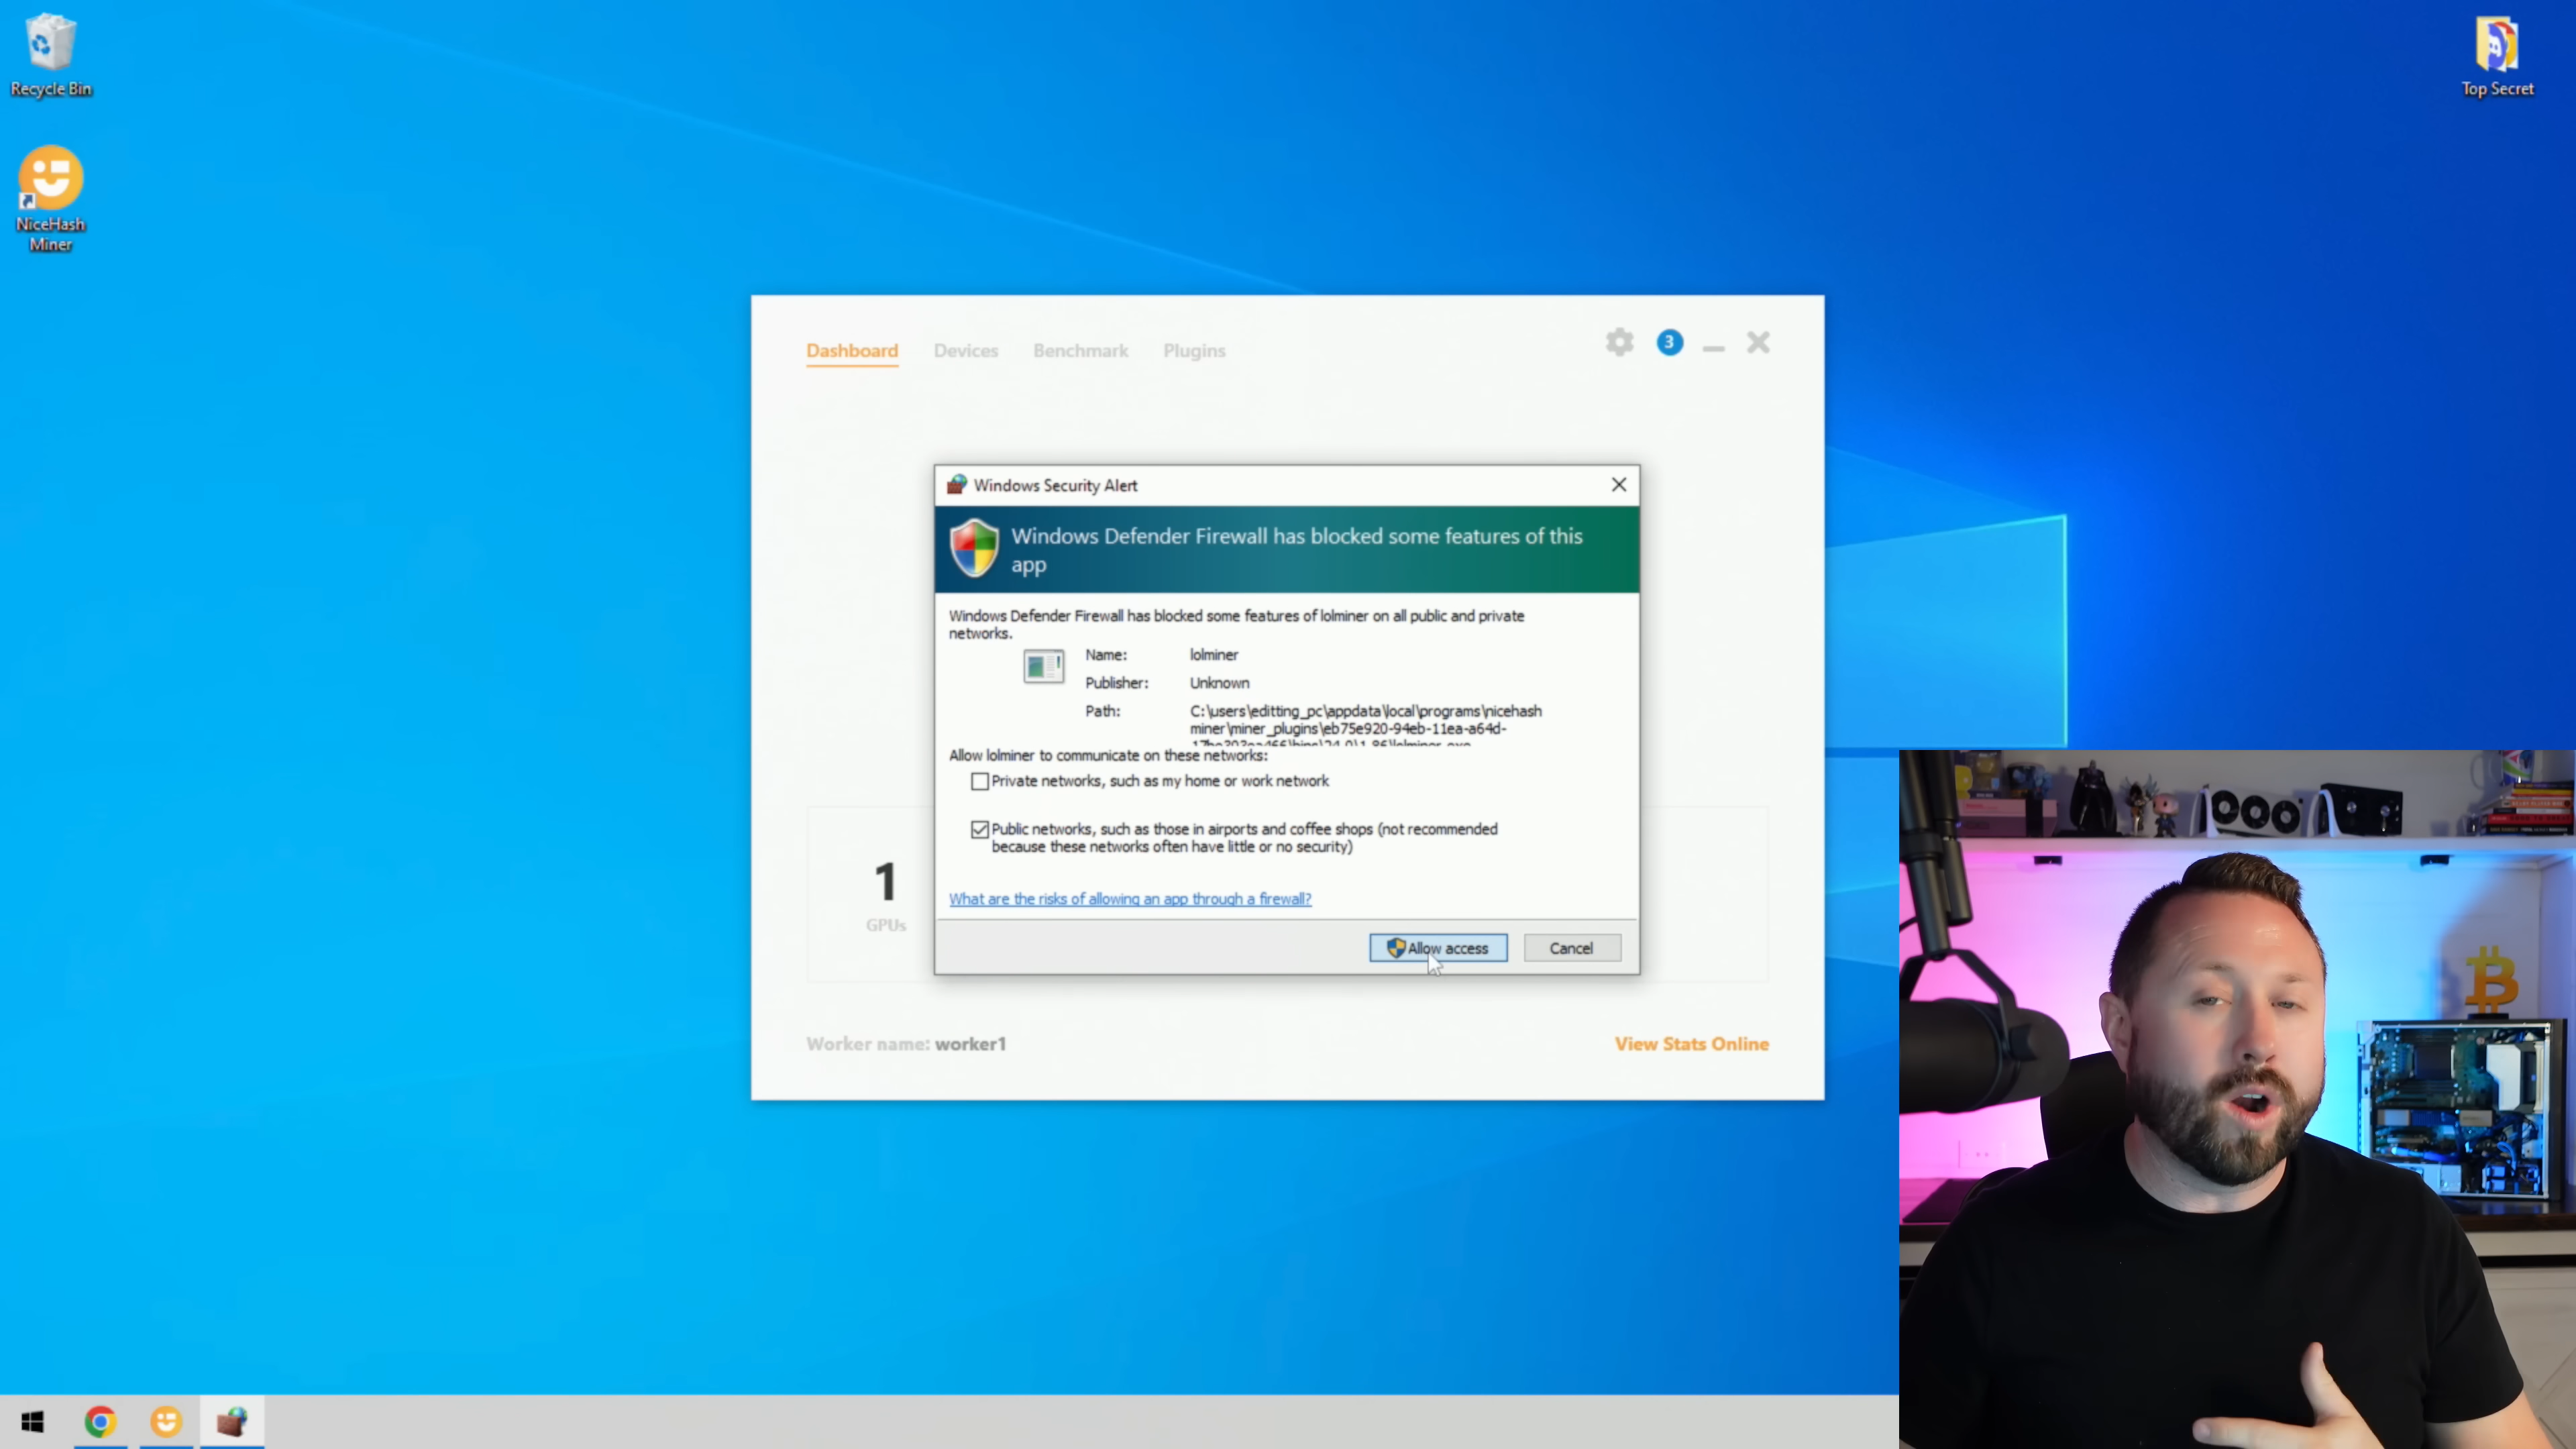 Recycle Bin
NiceHash
Miner
Top Secret
Dashboard
Devices
Benchmark
Plugins
3
Windows Security Alert
Windows Defender Firewall has blocked some features of this
app
Windows Defender Firewall has blocked some features of lolminer on all public and private
networks.
Name: lolminer
Publisher: Unknown
Path: C:\users\editting_pc\appdata\local\programs\nicehash
miner\miner_plugins\eb75e920-94eb-11ea-a64d-
Allow lolminer to communicate on these networks:
Private networks, such as my home or work network
Public networks, such as those in airports and coffee shops (not recommended
because these networks often have little or no security)
What are the risks of allowing an app through a firewall?
Allow access
Cancel
1
GPUs
Worker name: worker1
View Stats Online